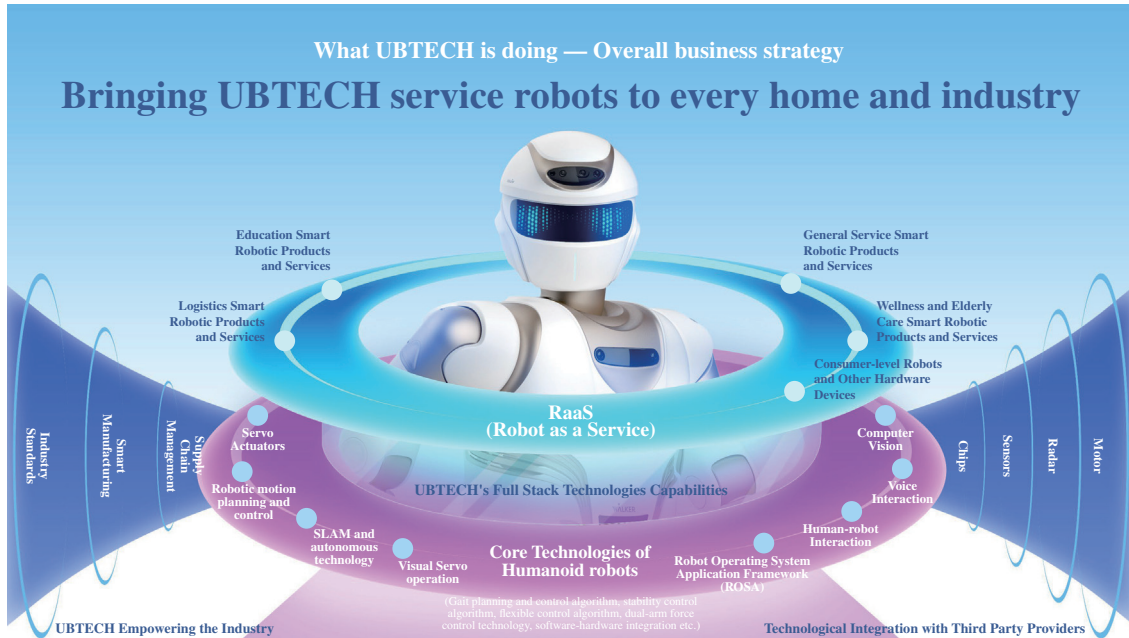 What UBTECH is doing — Overall business strategy
Bringing UBTECH service robots to every home and industry
Education Smart
Robotic Products
and Services
Logistics Smart
Robotic Products
and Services
General Service Smart
Robotic Products
and Services
Wellness and Elderly
Care Smart Robotic
Products and Services
Consumer-level Robots
and Other Hardware
Devices
RaaS
(Robot as a Service)
UBTECH's Full Stack Technologies Capabilities
Industry
Standards
Smart
Manufacturing
Supply
Chain
Management
Servo
Actuators
Robotic motion
planning and
control
SLAM and
autonomous
technology
Visual Servo
operation
Core Technologies of
Humanoid robots
(Gait planning and control algorithm, stability control
algorithm, flexible control algorithm, dual-arm force
control technology, software-hardware integration etc.)
Robot Operating System
Application Framework
(ROSA)
Human-robot
Interaction
Voice
Interaction
Computer
Vision
Chips
Sensors
Radar
Motor
UBTECH Empowering the Industry
Technological Integration with Third Party Providers